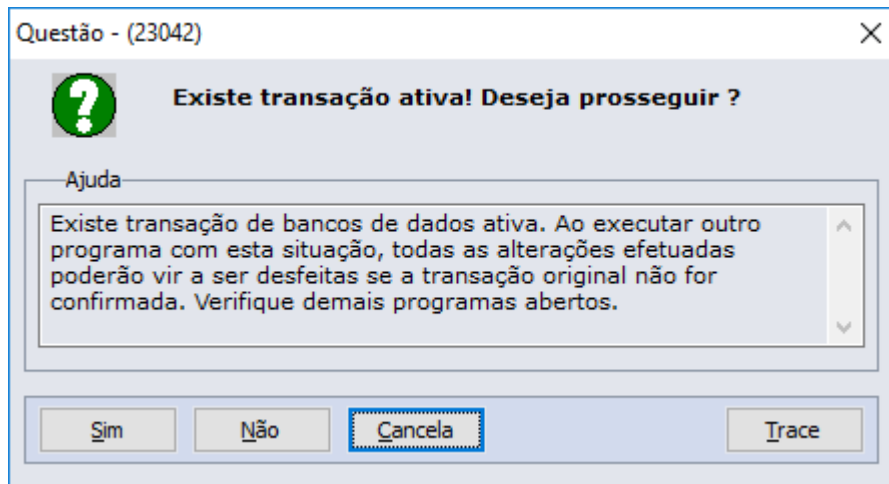 Questão - (23042)
Existe transação ativa! Deseja prosseguir ?
Ajuda
Existe transação de bancos de dados ativa. Ao executar outro
programa com esta situação, todas as alterações efetuadas
poderão vir a ser desfeitas se a transação original não for
confirmada. Verifique demais programas abertos.
Sim Não Cancela Trace